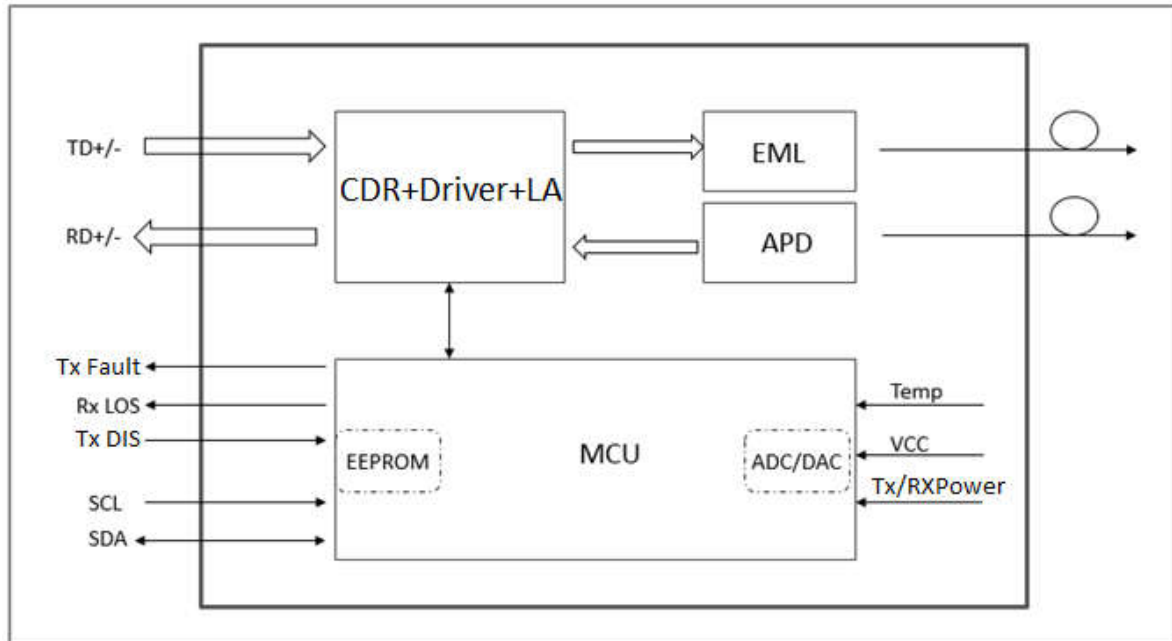 TD+/-
CDR+Driver+LA
EML
RD+/-
APD
Tx Fault
Rx LOS
Tx DIS
EEPROM
MCU
ADC/DAC
Temp
VCC
Tx/RXPower
SCL
SDA